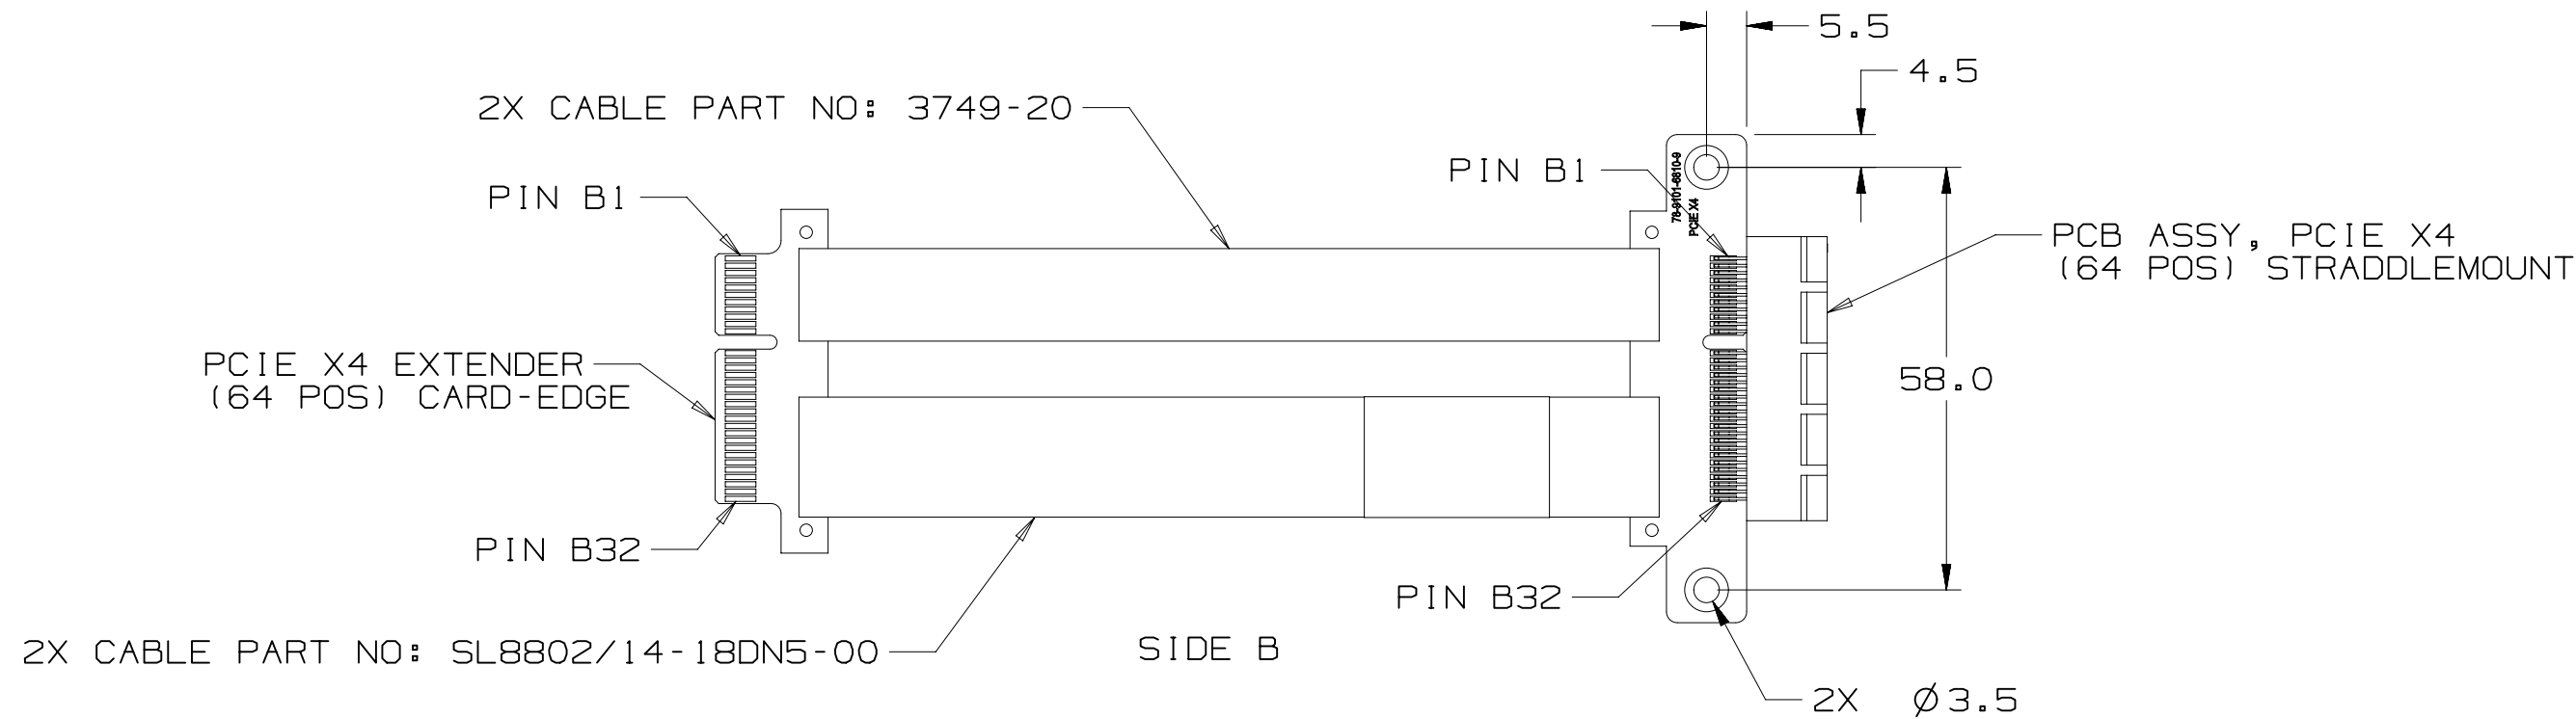 5.5
4.5
2X CABLE PART NO: 3749-20
PIN B1
PIN B1
78-9101-6810-9
PCIE X4
PCB ASSY, PCIE X4
(64 POS) STRADDLEMOUNT
PCIE X4 EXTENDER
(64 POS) CARD-EDGE
58.0
PIN B32
PIN B32
2X CABLE PART NO: SL8802/14-18DN5-00
SIDE B
2X Ø3.5